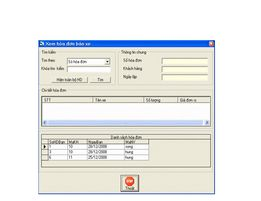 Xem hóa đơn bán xe
Tìm kiếm
Thông tin chung
Tìm theo
Số hóa đơn
Số hóa đơn
Khóa tìm kiếm
Khách hàng
Ngày lập
Hiện toàn bộ HD
Tìm
Chi tiết hóa đơn
STT Tên xe Số lượng Giá đơn vị
Danh sách hóa đơn
SoHDBan MaKH NgayBan MaNV
1 10 28/12/2008
3 10 28/12/2008 hung
6 11 25/12/2008 hung
Thoát